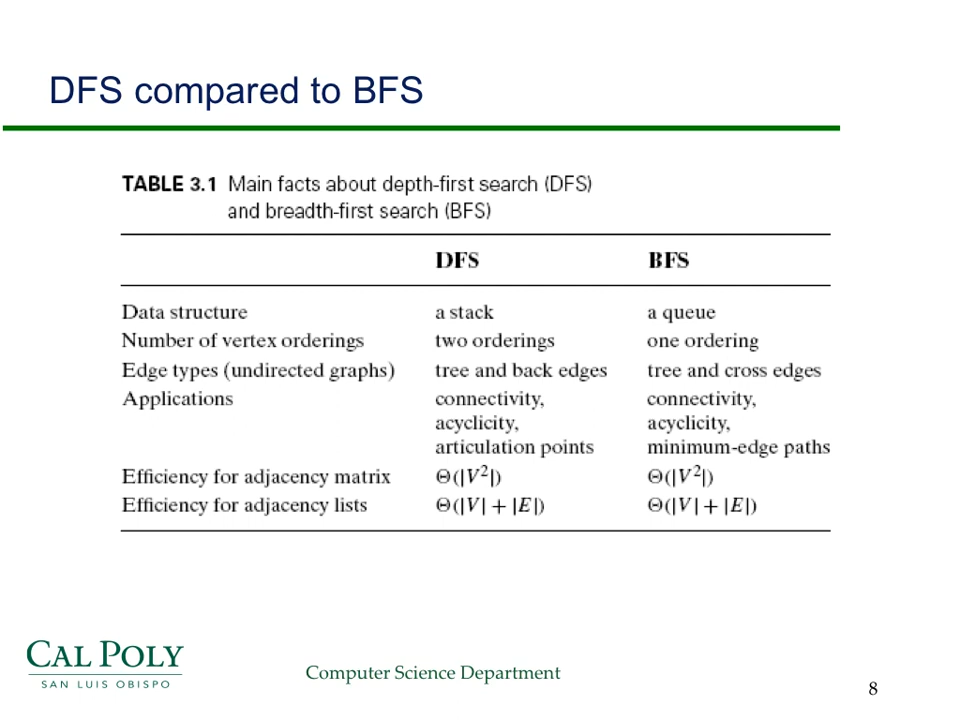 DFS compared to BFS
TABLE 3.1 Main facts about depth-first search (DFS)
and breadth-first search (BFS)
DFS BFS
Data structure a stack a queue
Number of vertex orderings two orderings one ordering
Edge types (undirected graphs) tree and back edges tree and cross edges
Applications connectivity, connectivity,
acyclicity, acyclicity,
articulation points minimum-edge paths
Efficiency for adjacency matrix Θ(|V²|) Θ(|V²|)
Efficiency for adjacency lists Θ(|V| + |E|) Θ(|V| + |E|)
CAL POLY
SAN LUIS OBISPO
Computer Science Department
8